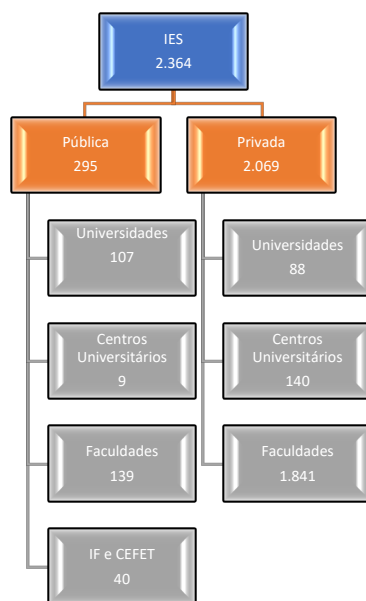 IES
2.364
Pública
295
Privada
2.069
Universidades
107
Universidades
88
Centros
Universitários
9
Centros
Universitários
140
Faculdades
139
Faculdades
1.841
IF e CEFET
40